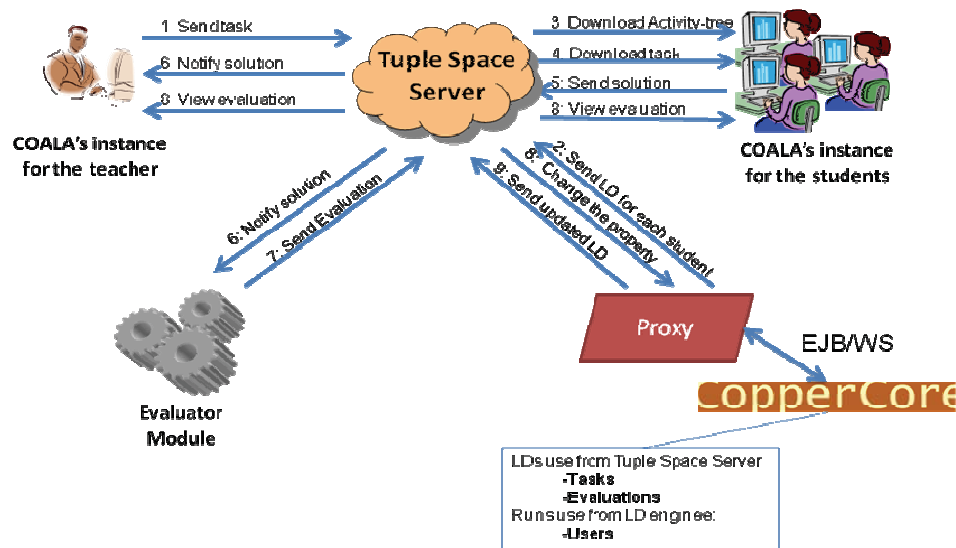 1 Send task
6 Notify solution
8 View evaluation
COALA's instance
for the teacher
Tuple Space
Server
3 Download Activity-tree
4 Download task
5: Send solution
8: View evaluation
COALA's instance
for the students
6: Notify solution
7: Send Evaluation
2: Send LD for each student
8: Change the property
9: Send updated LD
Evaluator
Module
Proxy
EJB/WS
CopperCore
LDs use from Tuple Space Server
-Tasks
-Evaluations
Runs use from LD enginee:
-Users